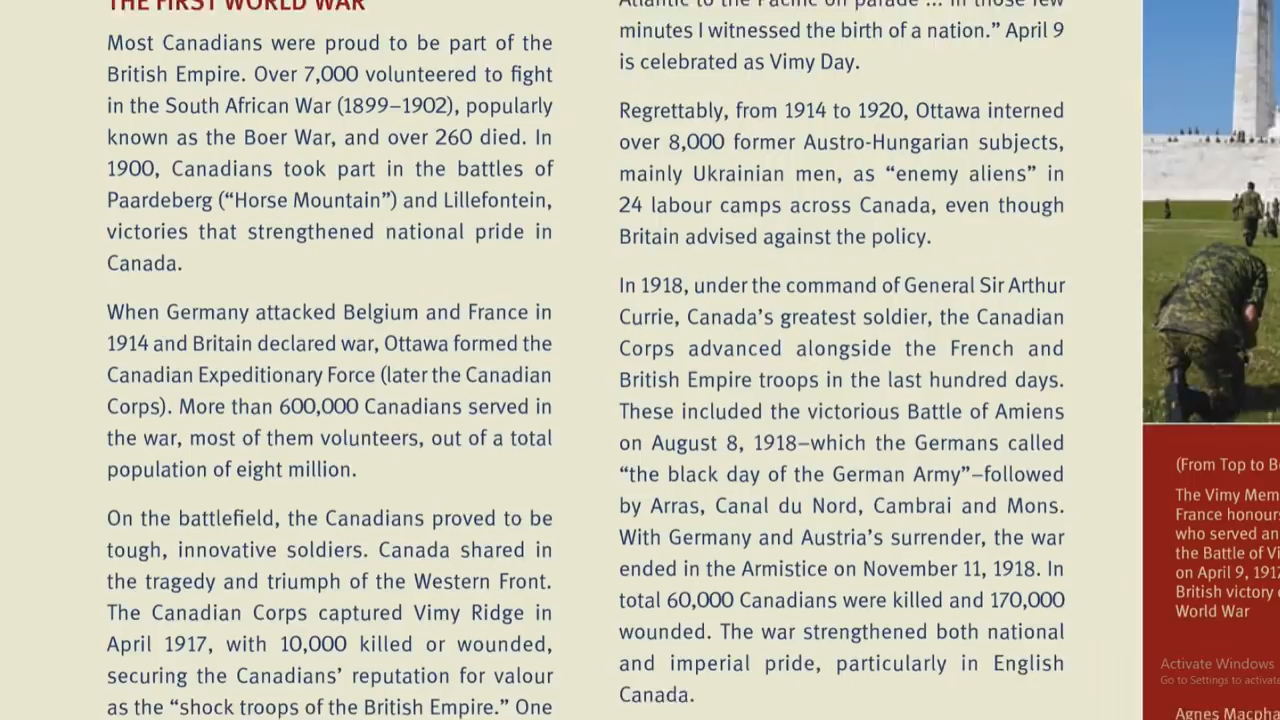 THE FIRST WORLD WAR
Most Canadians were proud to be part of the
British Empire. Over 7,000 volunteered to fight
in the South African War (1899–1902), popularly
known as the Boer War, and over 260 died. In
1900, Canadians took part in the battles of
Paardeberg (“Horse Mountain”) and Lillefontein,
victories that strengthened national pride in
Canada.
When Germany attacked Belgium and France in
1914 and Britain declared war, Ottawa formed the
Canadian Expeditionary Force (later the Canadian
Corps). More than 600,000 Canadians served in
the war, most of them volunteers, out of a total
population of eight million.
On the battlefield, the Canadians proved to be
tough, innovative soldiers. Canada shared in
the tragedy and triumph of the Western Front.
The Canadian Corps captured Vimy Ridge in
April 1917, with 10,000 killed or wounded,
securing the Canadians’ reputation for valour
as the “shock troops of the British Empire.” One
Atlantic to the Pacific on parade ... In those few
minutes I witnessed the birth of a nation.” April 9
is celebrated as Vimy Day.
Regrettably, from 1914 to 1920, Ottawa interned
over 8,000 former Austro-Hungarian subjects,
mainly Ukrainian men, as “enemy aliens” in
24 labour camps across Canada, even though
Britain advised against the policy.
In 1918, under the command of General Sir Arthur
Currie, Canada’s greatest soldier, the Canadian
Corps advanced alongside the French and
British Empire troops in the last hundred days.
These included the victorious Battle of Amiens
on August 8, 1918–which the Germans called
“the black day of the German Army”–followed
by Arras, Canal du Nord, Cambrai and Mons.
With Germany and Austria’s surrender, the war
ended in the Armistice on November 11, 1918. In
total 60,000 Canadians were killed and 170,000
wounded. The war strengthened both national
and imperial pride, particularly in English
Canada.
(From Top to B
The Vimy Mem
France honour
who served an
the Battle of Vi
on April 9, 191
British victory
World War
Activate Windows
Go to Settings to activate
Agnes Macpha